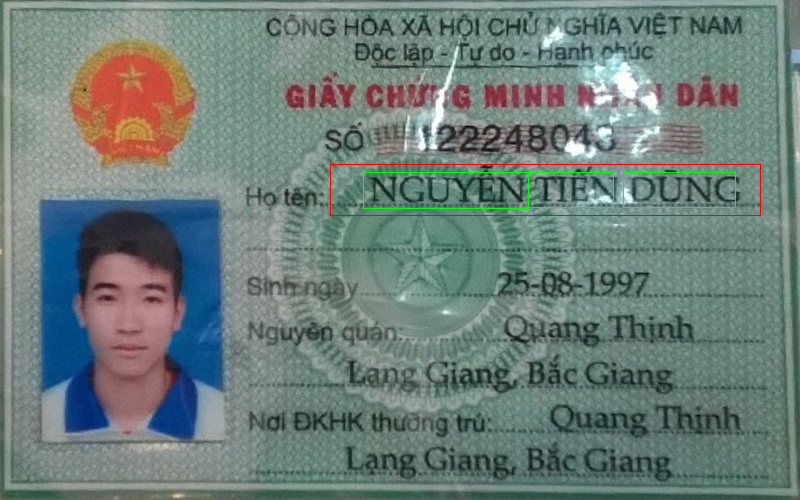 CỘNG HÒA XÃ HỘI CHỦ NGHĨA VIỆT NAM
Độc lập - Tự do - Hạnh phúc
GIẤY CHỨNG MINH NHÂN DÂN
SỐ 122248043
Họ tên: NGUYỄN TIẾN DŨNG
Sinh ngày 25-08-1997
Nguyên quán: Quang Thịnh
Lạng Giang, Bắc Giang
Nơi ĐKHK thường trú: Quang Thịnh
Lạng Giang, Bắc Giang